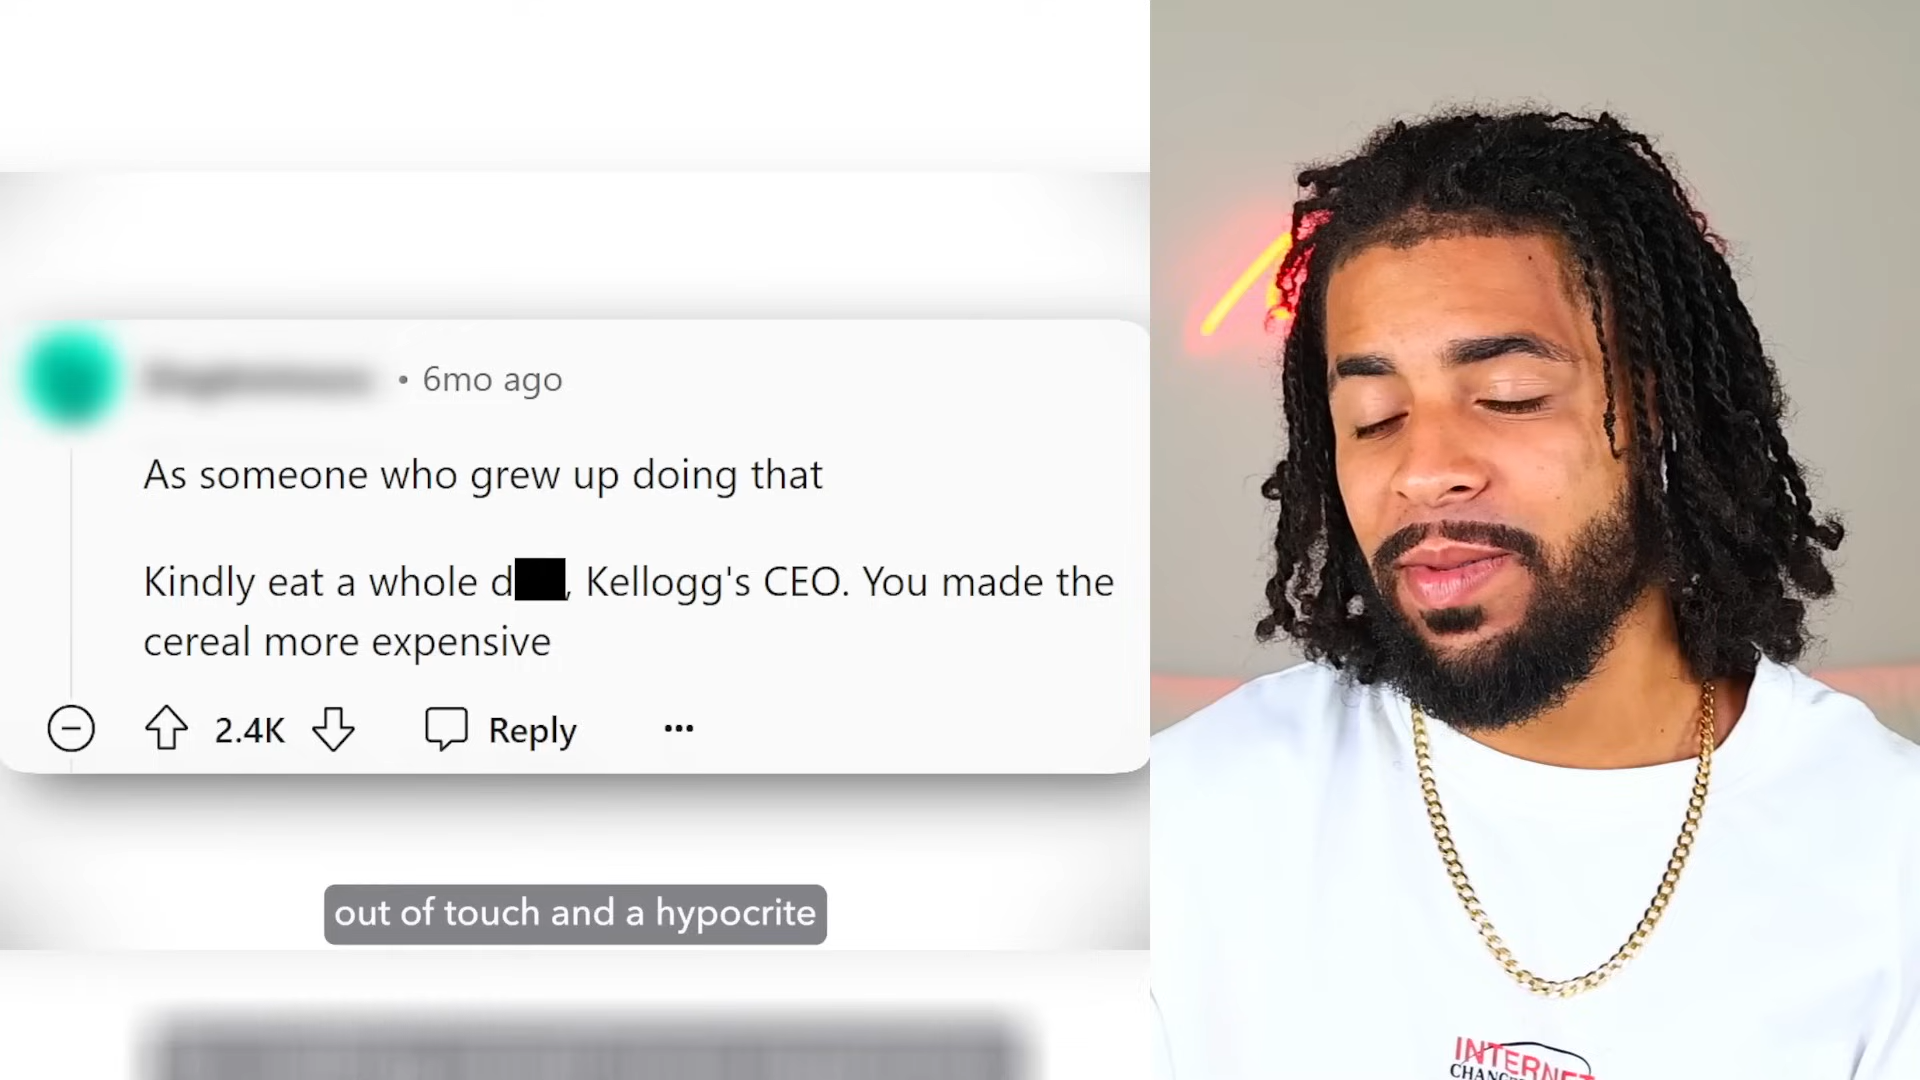 • 6mo ago
As someone who grew up doing that
Kindly eat a whole d, Kellogg's CEO. You made the
cereal more expensive
2.4K Reply
out of touch and a hypocrite
INTERNET